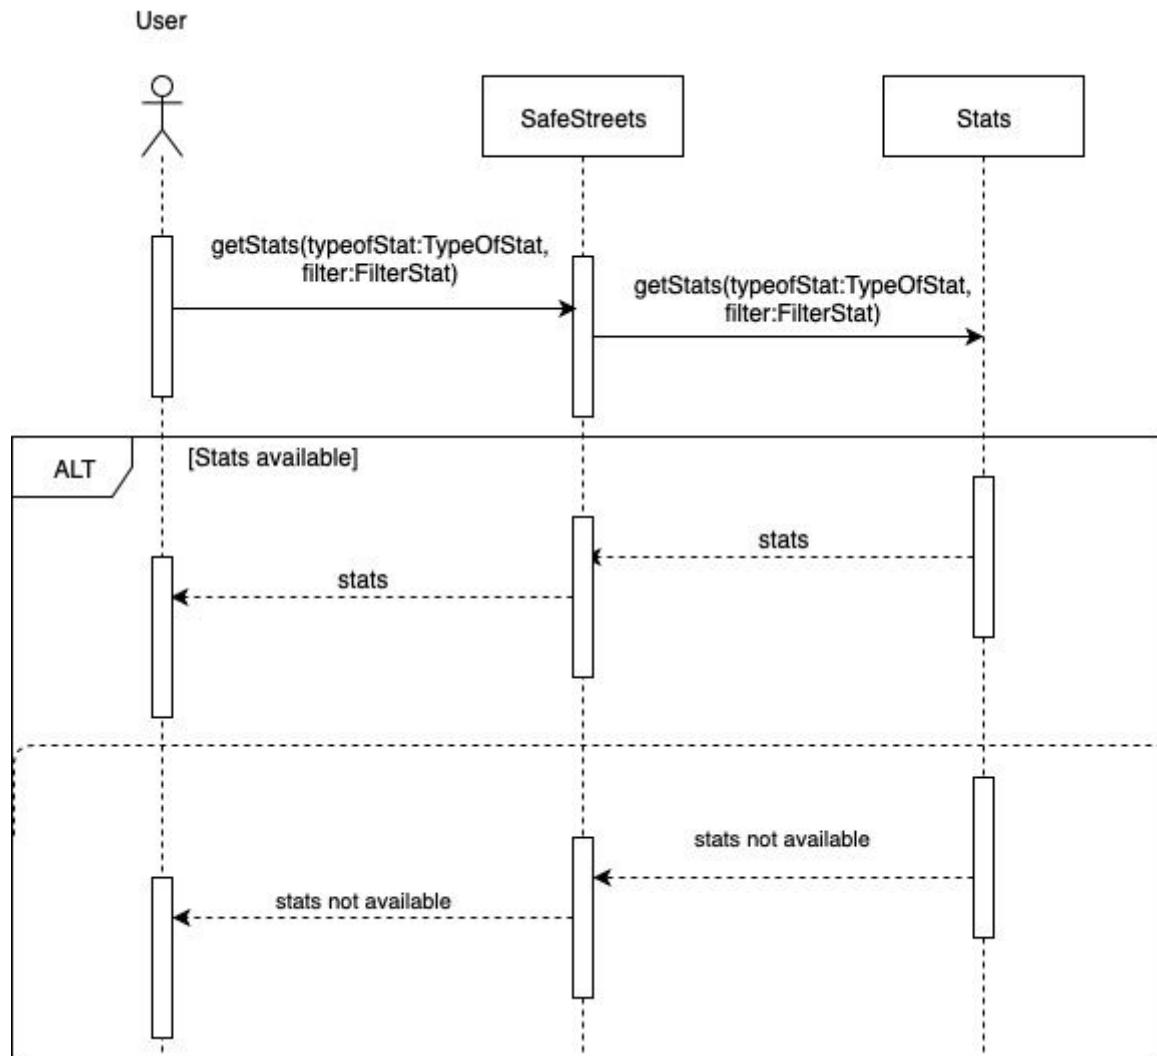 User
SafeStreets
Stats
getStats(typeofStat:TypeOfStat,
filter:FilterStat)
getStats(typeofStat:TypeOfStat,
filter:FilterStat)
ALT
[Stats available]
stats
stats
stats not available
stats not available